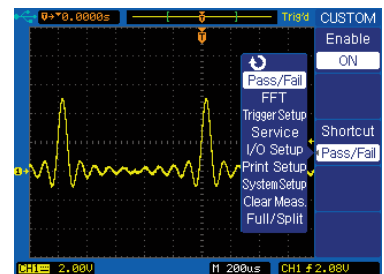 0.0000s Trig'd CUSTOM
Enable
ON
Pass/Fail
FFT
Trigger Setup
Service
I/O Setup
Print Setup
System Setup
Clear Meas.
Full/Split
Shortcut
Pass/Fail
CH1 2.00V M 200us CH1 2.08V